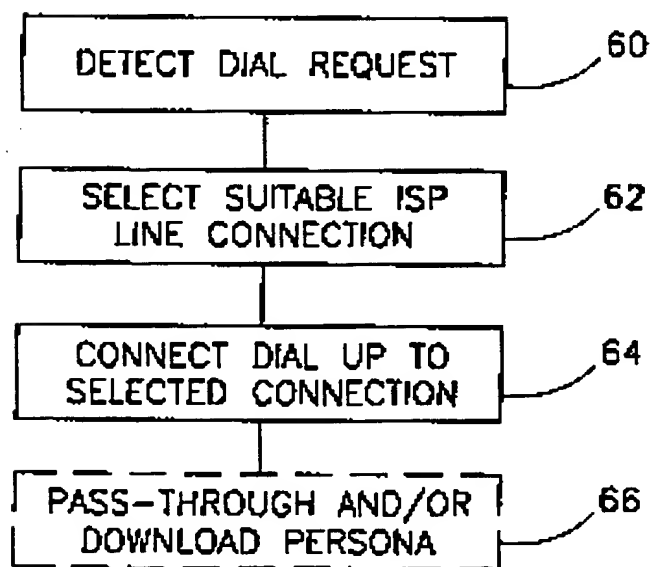 DETECT DIAL REQUEST
60
SELECT SUITABLE ISP
LINE CONNECTION
62
CONNECT DIAL UP TO
SELECTED CONNECTION
64
PASS-THROUGH AND/OR
DOWNLOAD PERSONA
66